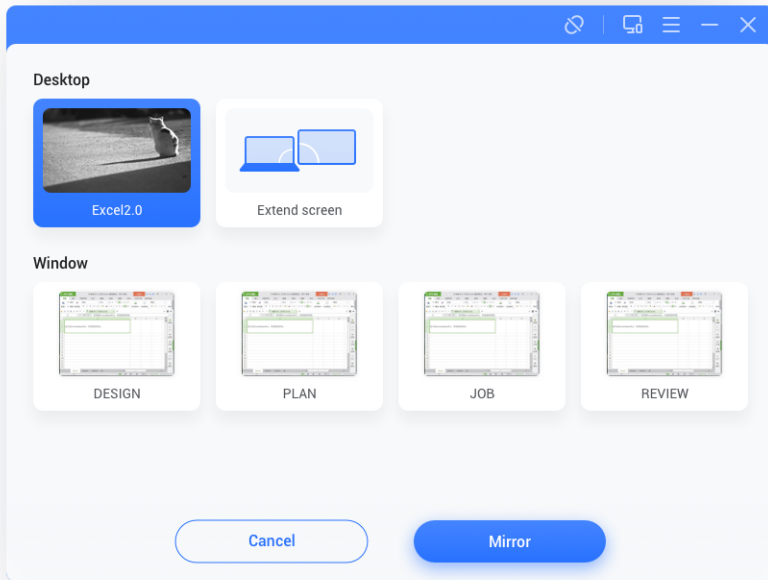 Desktop
Excel2.0
Extend screen
Window
DESIGN
PLAN
JOB
REVIEW
Cancel
Mirror